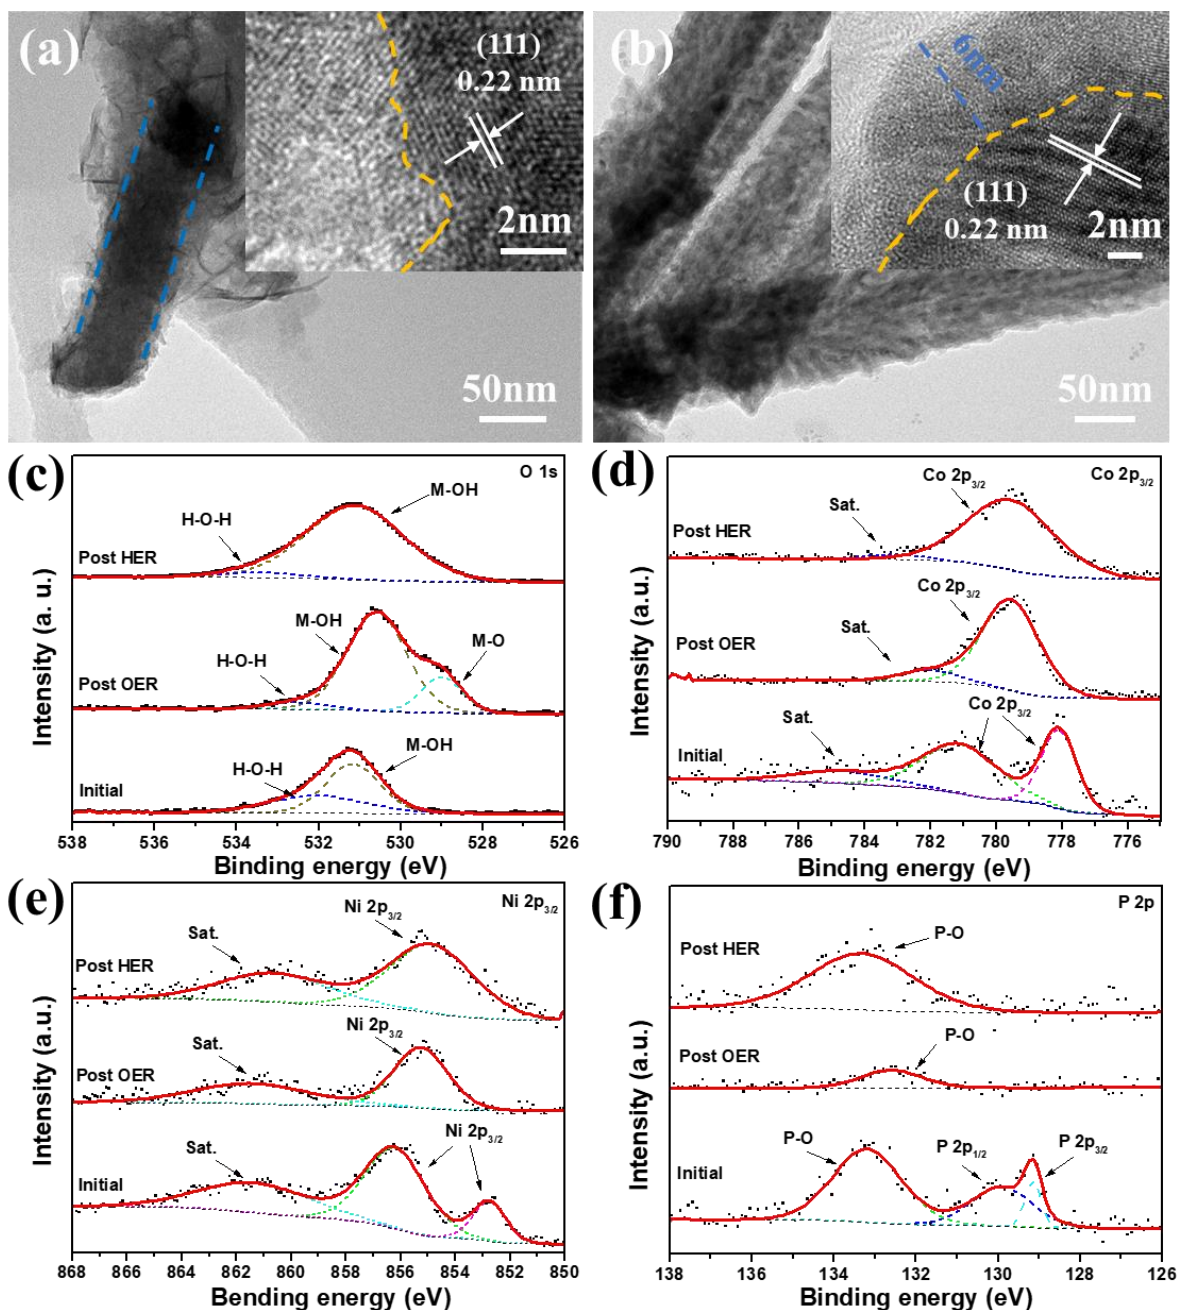 (a)
(111)
0.22 nm
2nm
50nm
(b)
6nm
(111)
0.22 nm
2nm
50nm
(c)
O 1s
M-OH
H-O-H
Post HER
M-OH
M-O
H-O-H
Post OER
M-OH
H-O-H
Initial
Intensity (a. u.)
538 536 534 532 530 528 526
Binding energy (eV)
(d)
Co 2p3/2
Co 2p3/2
Sat.
Post HER
Co 2p3/2
Sat.
Post OER
Co 2p3/2
Sat.
Initial
Intensity (a.u.)
790 788 786 784 782 780 778 776
Binding energy (eV)
(e)
Ni 2p3/2
Ni 2p3/2
Sat.
Post HER
Ni 2p3/2
Sat.
Post OER
Ni 2p3/2
Sat.
Initial
Intensity (a.u.)
868 866 864 862 860 858 856 854 852 850
Bending energy (eV)
(f)
P 2p
P-O
Post HER
P-O
Post OER
P-O
P 2p1/2
P 2p3/2
Initial
Intensity (a.u.)
138 136 134 132 130 128 126
Binding energy (eV)